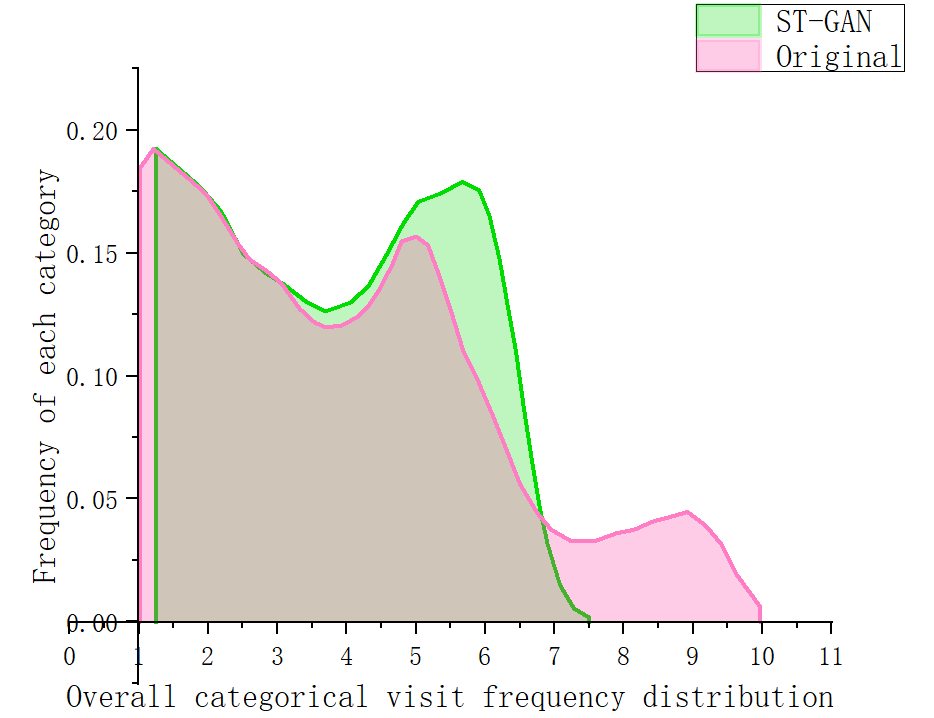 ST-GAN
Original
Frequency of each category
0.20
0.15
0.10
0.05
0.00
0 1 2 3 4 5 6 7 8 9 10 11
Overall categorical visit frequency distribution